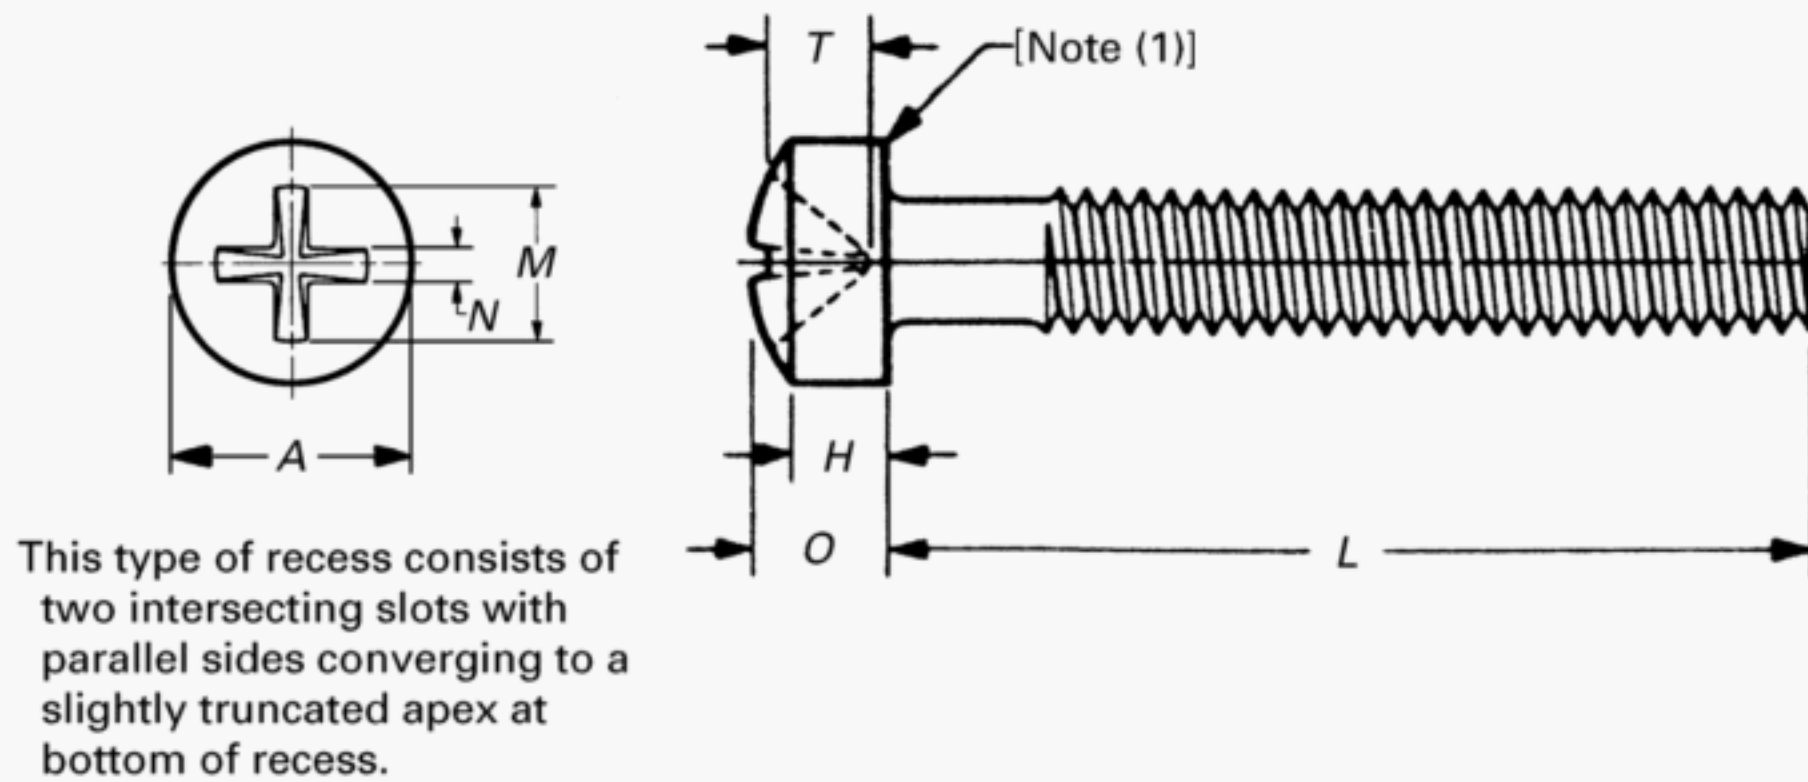 T
[Note (1)]
M
N
A
H
O
L
This type of recess consists of
two intersecting slots with
parallel sides converging to a
slightly truncated apex at
bottom of recess.